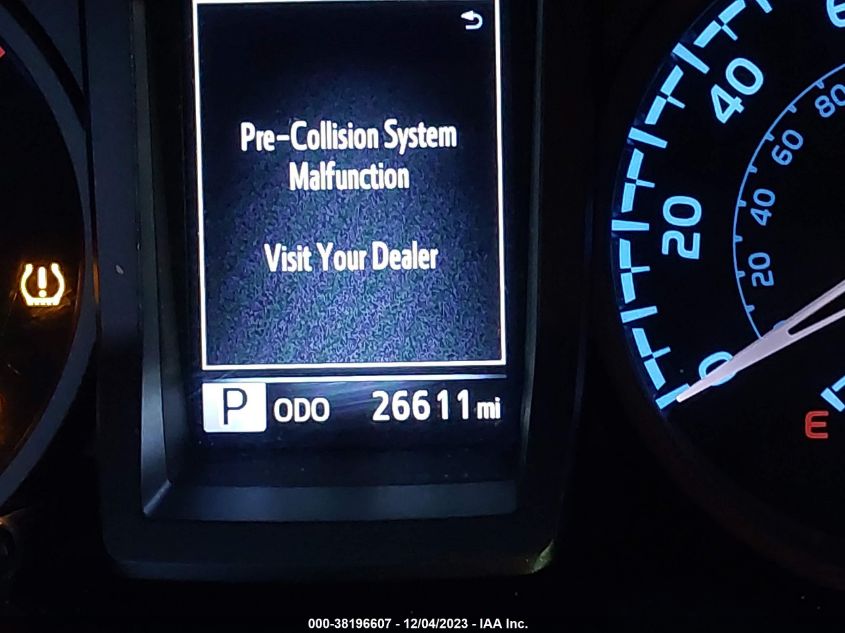 Pre-Collision System
Malfunction
Visit Your Dealer
P ODO 26611 mi
40
20
0
80
60
40
20
E
000-38196607 - 12/04/2023 - IAA Inc.